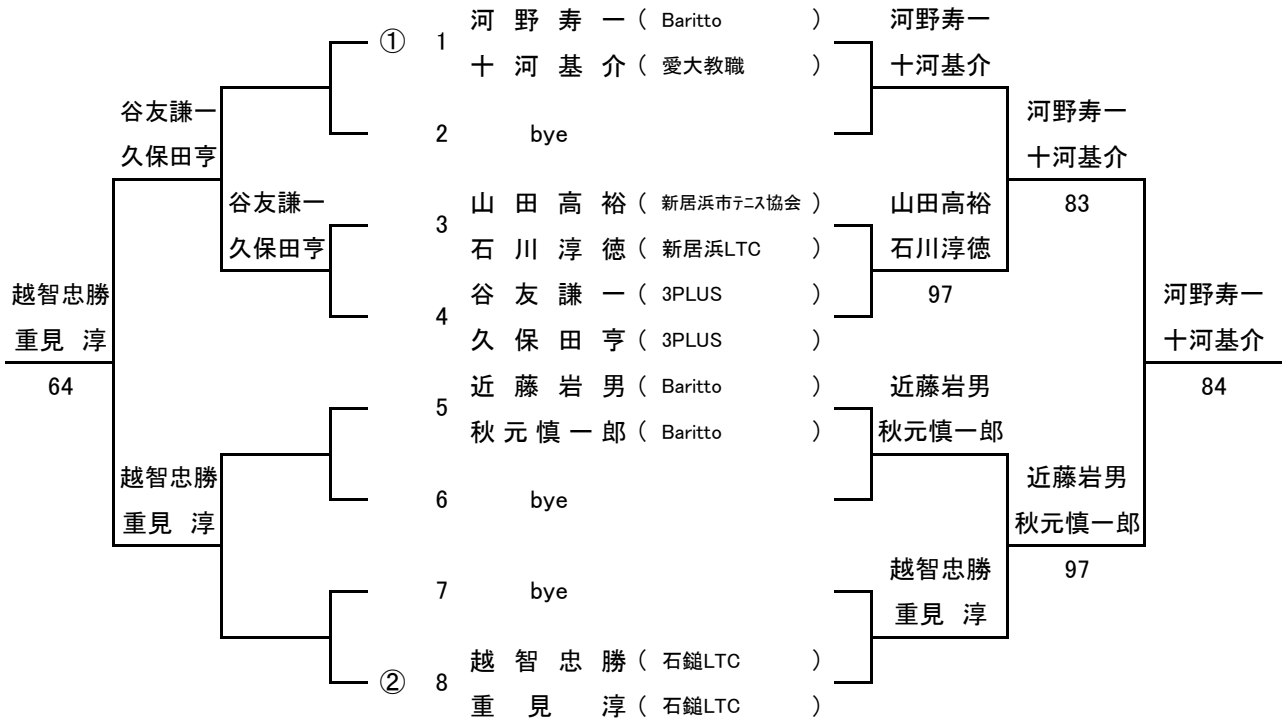 河野寿一（ Baritto ） 河野寿一
① 1
十河基介（ 愛大教職 ） 十河基介
谷友謙一 河野寿一
2 bye
久保田亨 十河基介
谷友謙一 山田高裕（ 新居浜市テニス協会 ） 山田高裕 83
3
久保田亨 石川淳徳（ 新居浜LTC ） 石川淳徳
越智忠勝 谷友謙一（ 3PLUS ） 97 河野寿一
4
重見 淳 久保田亨（ 3PLUS ） 十河基介
64 近藤岩男（ Baritto ） 近藤岩男 84
5
秋元慎一郎（ Baritto ） 秋元慎一郎
越智忠勝 近藤岩男
6 bye
重見 淳 秋元慎一郎
越智忠勝 97
7 bye
重見 淳
越智忠勝（ 石鎚LTC ）
② 8
重見 淳（ 石鎚LTC ）